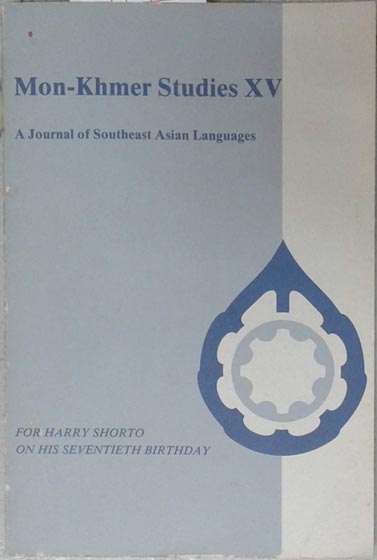 Mon-Khmer Studies XV
A Journal of Southeast Asian Languages
FOR HARRY SHORTO
ON HIS SEVENTIETH BIRTHDAY